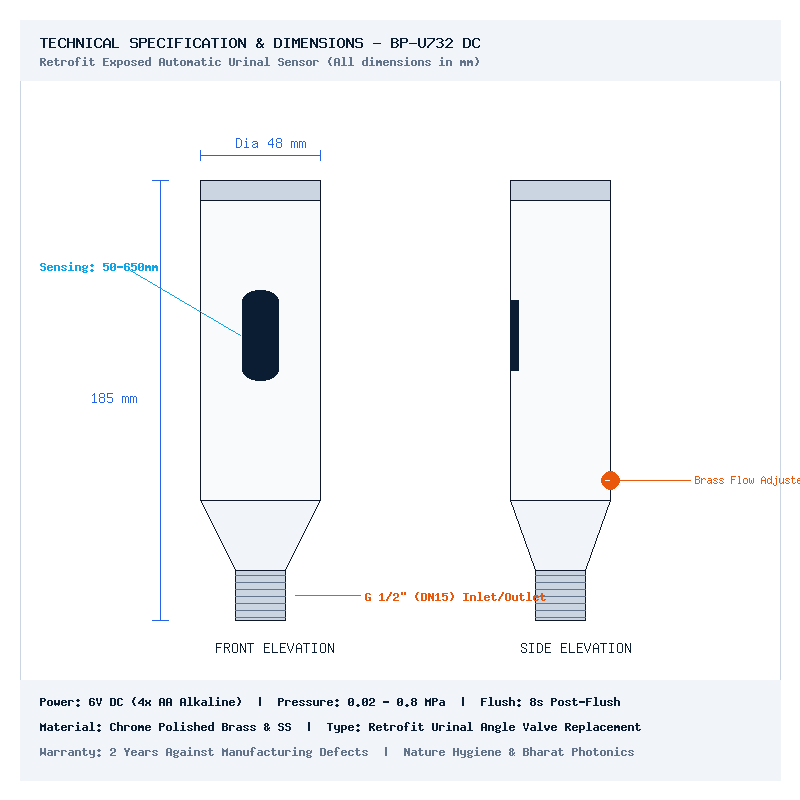 TECHNICAL SPECIFICATION & DIMENSIONS - BP-U732 DC
Retrofit Exposed Automatic Urinal Sensor (All dimensions in mm)
Dia 48 mm
Sensing: 50-650mm
185 mm
Brass Flow Adjuste
G 1/2" (DN15) Inlet/Outlet
FRONT ELEVATION
SIDE ELEVATION
Power: 6V DC (4x AA Alkaline) | Pressure: 0.02 - 0.8 MPa | Flush: 8s Post-Flush
Material: Chrome Polished Brass & SS | Type: Retrofit Urinal Angle Valve Replacement
Warranty: 2 Years Against Manufacturing Defects | Nature Hygiene & Bharat Photonics